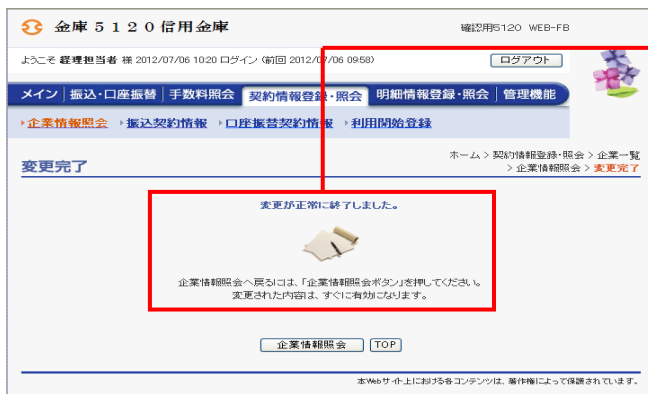 金庫5120信用金庫
確認用5120 WEB-FB
ようこそ 経理担当者 様 2012/07/06 10:20 ログイン (前回 2012/07/06 09:58)
ログアウト
メイン 振込・口座振替 手数料照会 契約情報登録・照会 明細情報登録・照会 管理機能
企業情報照会 振込契約情報 口座振替契約情報 利用開始登録
変更完了
ホーム > 契約情報登録・照会 > 企業一覧
> 企業情報照会 > 変更完了
変更が正常に終了しました。
企業情報照会へ戻るには、「企業情報照会ボタン」を押してください。
変更された内容は、すぐに有効になります。
企業情報照会 TOP
本Webサイト上における各コンテンツは、著作権によって保護されています。